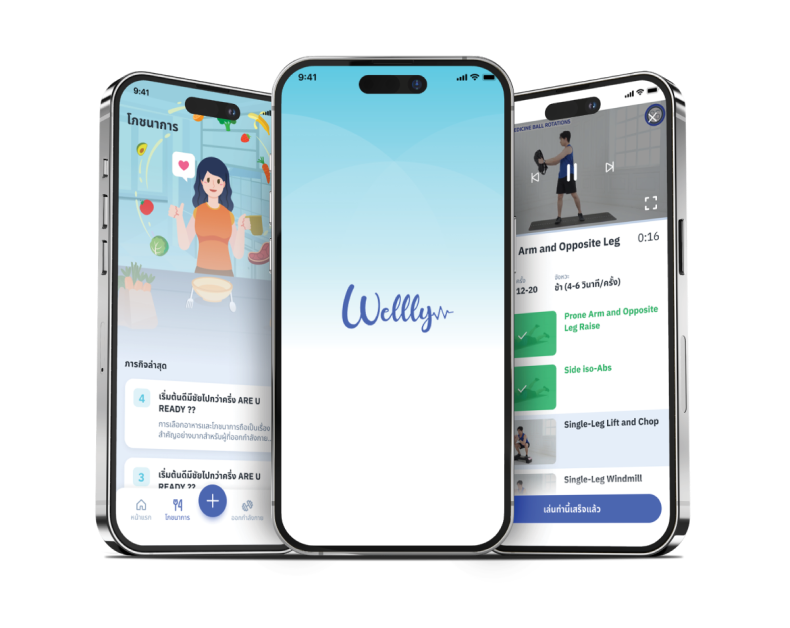 9:41
โภชนาการ
ภารกิจล่าสุด
4
เริ่มต้นดีมีชัยไปกว่าครึ่ง ARE U
READY ??
การเลือกอาหารและโภชนาการถือเป็นเรื่อง
สำคัญอย่างมากสำหรับผู้ที่ออกกำลังกาย...
3
เริ่มต้นดีมีชัยไปกว่าครึ่ง ARE U
READY ??
หน้าแรก
โภชนาการ
ออกกำลังกาย
9:41
Wellly
BALL ROTATIONS
Arm and Opposite Leg
0:16
ครั้ง
จังหวะ
12-20
ช้า (4-6 วินาที/ครั้ง)
Prone Arm and Opposite
Leg Raise
Side iso-Abs
Single-Leg Lift and Chop
Single-Leg Windmill
เล่นท่านี้เสร็จแล้ว